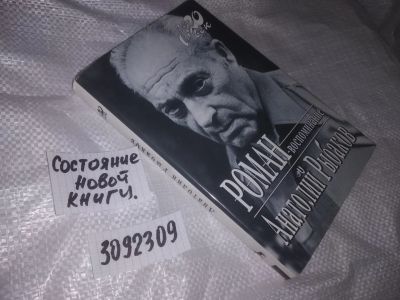 РОМАН
воспоминание
Анатолий Рыбаков
Состояние
новой
книги.
3092309